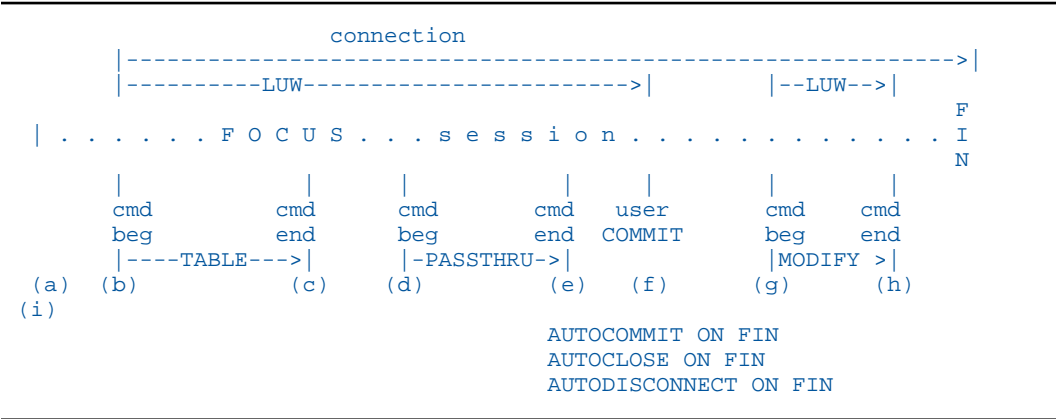 connection
|------------------------------------------------------------->|
|----------LUW------------------------>| |--LUW-->|
F
| . . . . . . F O C U S . . . s e s s i o n . . . . . . . . . . . . I
N
| | | | | | |
cmd cmd cmd cmd user cmd cmd
beg end beg end COMMIT beg end
|----TABLE--->| |-PASSTHRU->| |MODIFY >|
(a) (b) (c) (d) (e) (f) (g) (h)
(i)
AUTOCOMMIT ON FIN
AUTOCLOSE ON FIN
AUTODISCONNECT ON FIN